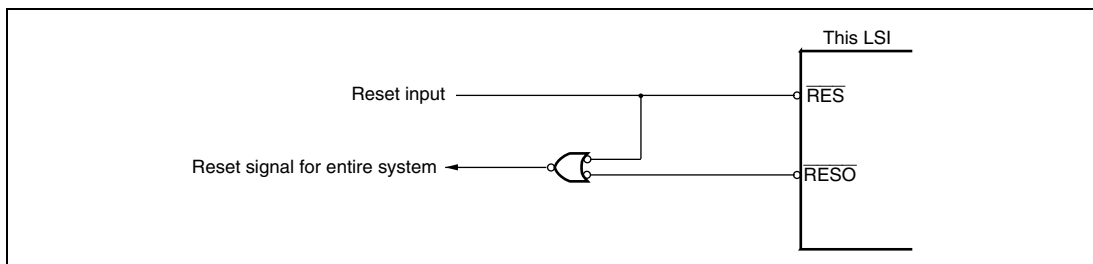 This LSI
Reset input
RES
Reset signal for entire system
RESO